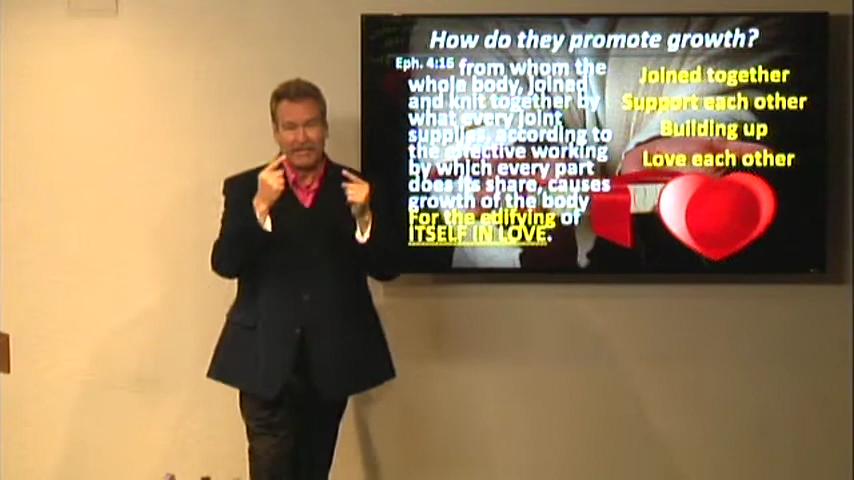 How do they promote growth?
Eph. 4:16 from whom the
whole body, joined
and knit together by
what every joint
supplies, according to
the effective working
by which every part
does its share, causes
growth of the body
For the edifying of
ITSELF IN LOVE.
Joined together
Support each other
Building up
Love each other